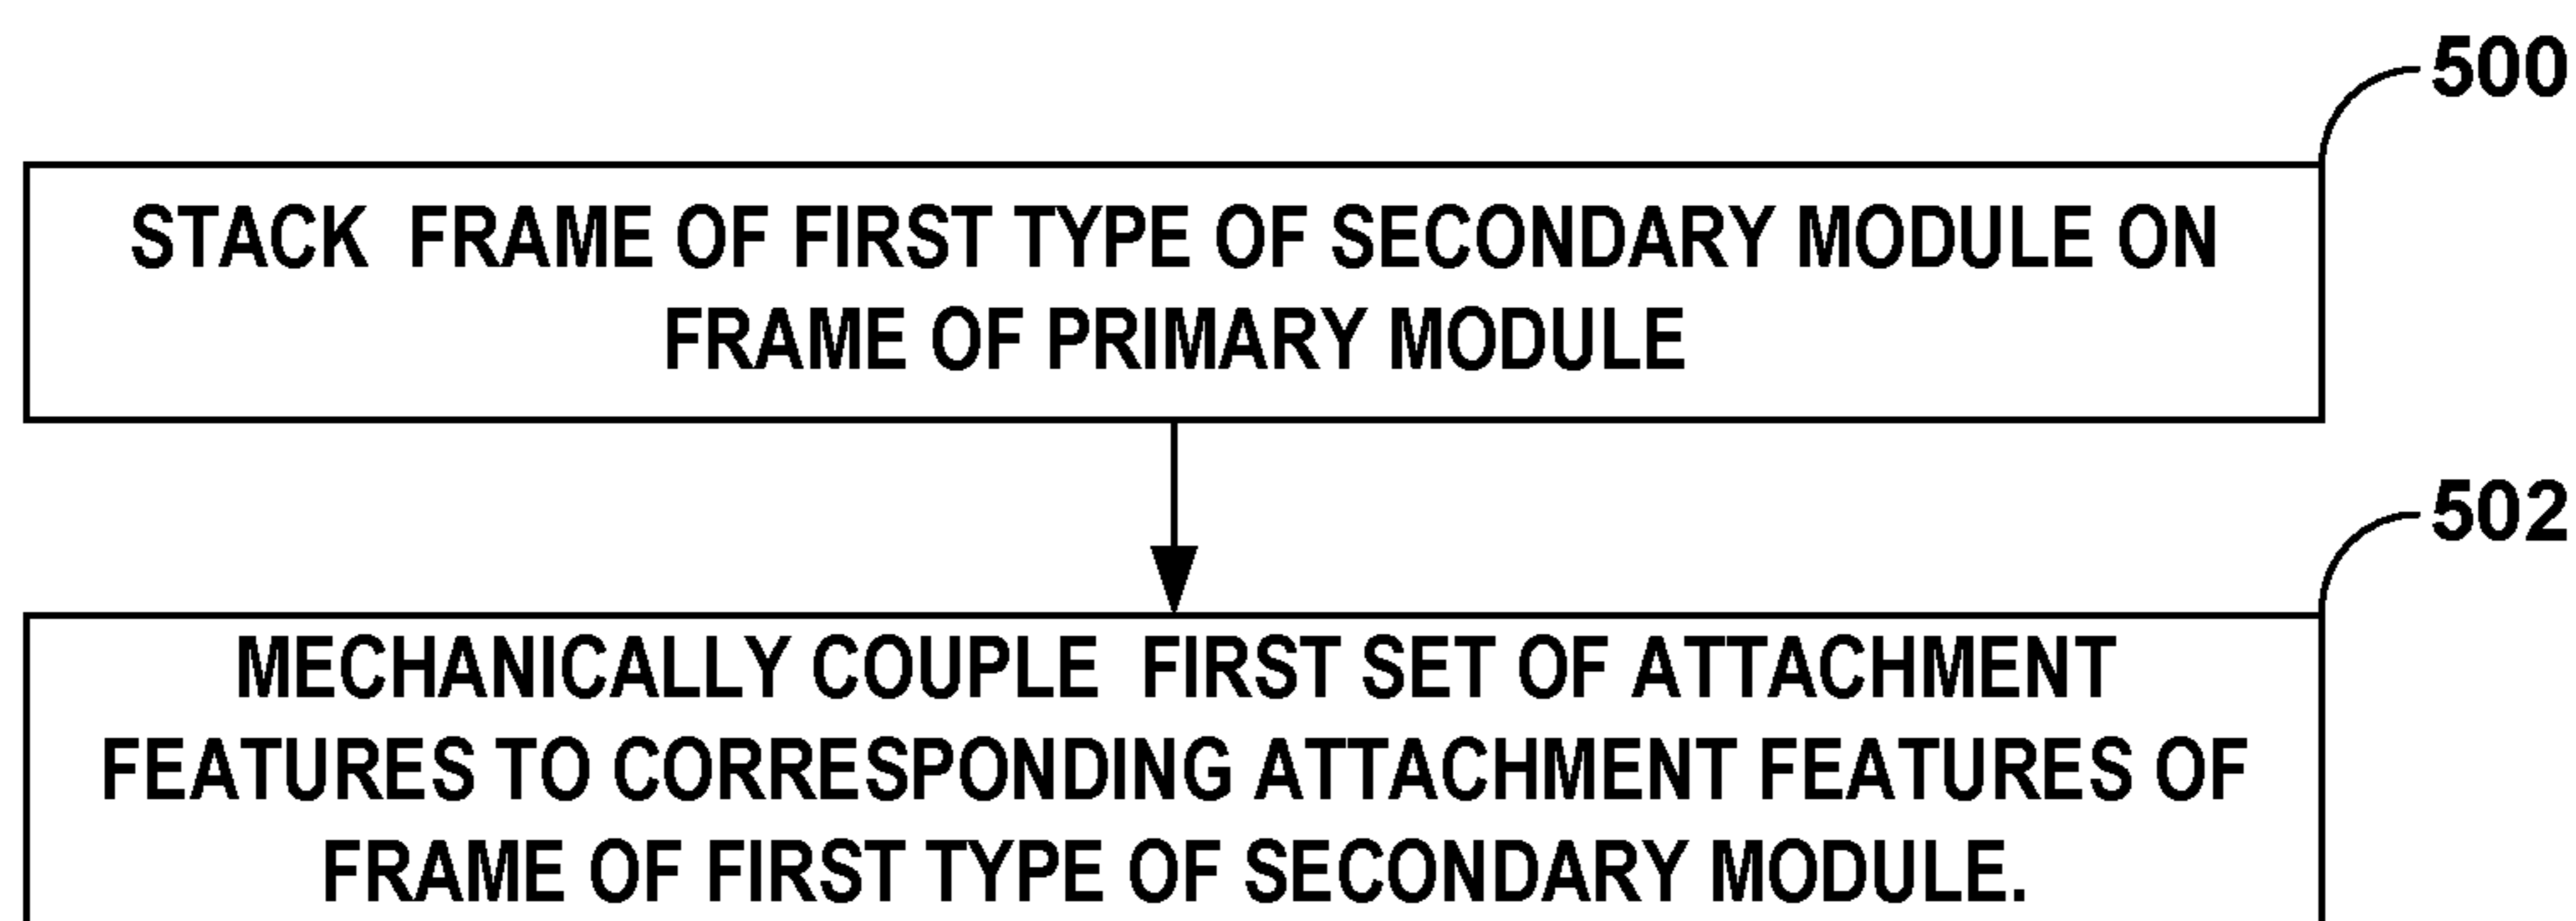 500
STACK FRAME OF FIRST TYPE OF SECONDARY MODULE ON
FRAME OF PRIMARY MODULE
502
MECHANICALLY COUPLE FIRST SET OF ATTACHMENT
FEATURES TO CORRESPONDING ATTACHMENT FEATURES OF
FRAME OF FIRST TYPE OF SECONDARY MODULE.